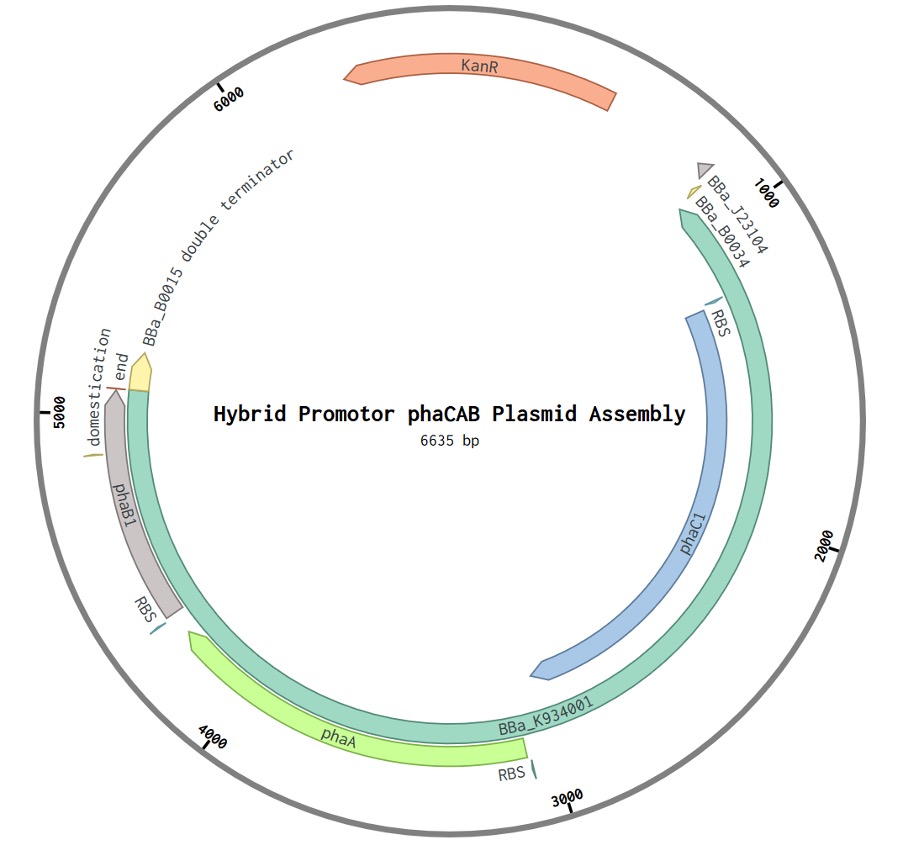 KanR
6000
BBa_B0015 double terminator
1000
BBa_J23104
BBa_B0034
RBS
domestication
end
5000
Hybrid Promotor phaCAB Plasmid Assembly
6635 bp
phaB1
phaC1
2000
RBS
BBa_K934001
4000
phaA
RBS
3000